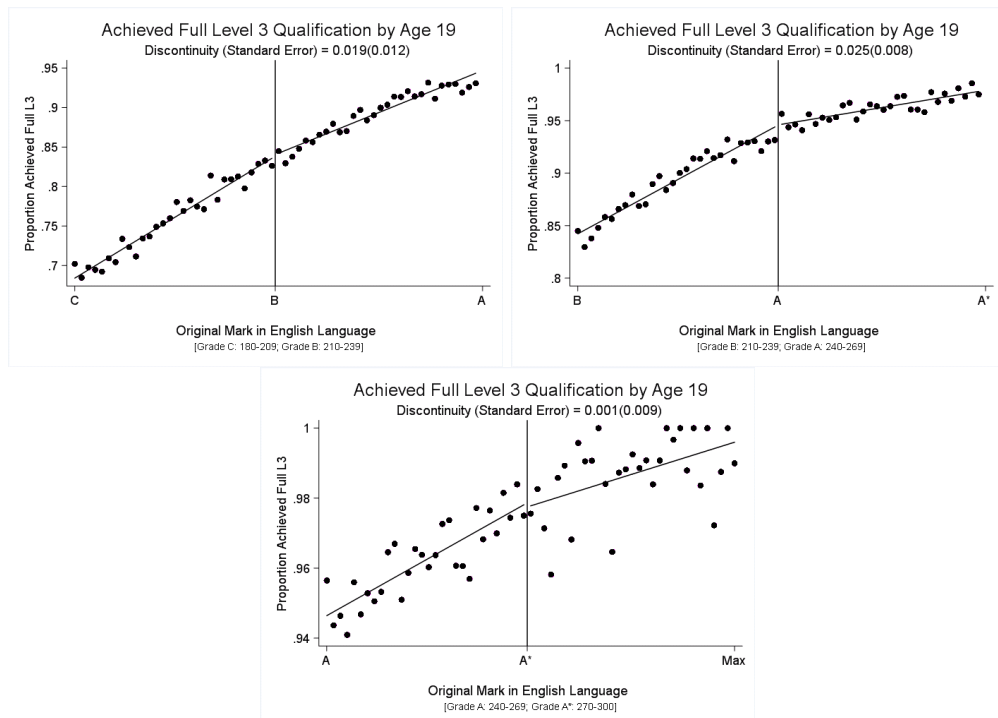 Achieved Full Level 3 Qualification by Age 19
Discontinuity (Standard Error) = 0.019(0.012)
Proportion Achieved Full L3
.95
.9
.85
.8
.75
.7
C B A
Original Mark in English Language
[Grade C: 180-209; Grade B: 210-239]
Achieved Full Level 3 Qualification by Age 19
Discontinuity (Standard Error) = 0.025(0.008)
Proportion Achieved Full L3
1
.95
.9
.85
.8
B A A*
Original Mark in English Language
[Grade B: 210-239; Grade A: 240-269]
Achieved Full Level 3 Qualification by Age 19
Discontinuity (Standard Error) = 0.001(0.009)
Proportion Achieved Full L3
1
.98
.96
.94
A A* Max
Original Mark in English Language
[Grade A: 240-269; Grade A*: 270-300]